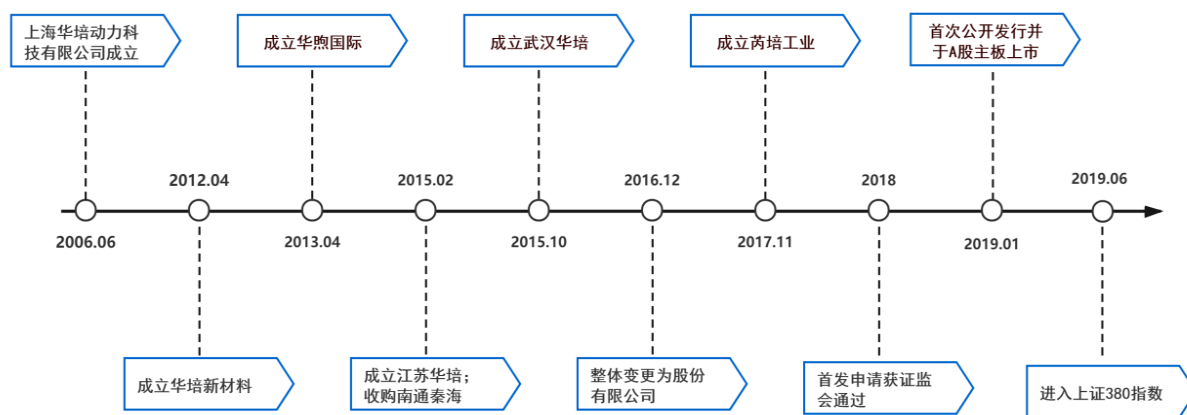 上海华培动力科
技有限公司成立
成立华煦国际
成立武汉华培
成立芮培工业
首次公开发行并
于A股主板上市
2012.04
2015.02
2016.12
2018
2019.06
2006.06
2013.04
2015.10
2017.11
2019.01
成立华培新材料
成立江苏华培；
收购南通秦海
整体变更为股份
有限公司
首发申请获证监
会通过
进入上证380指数